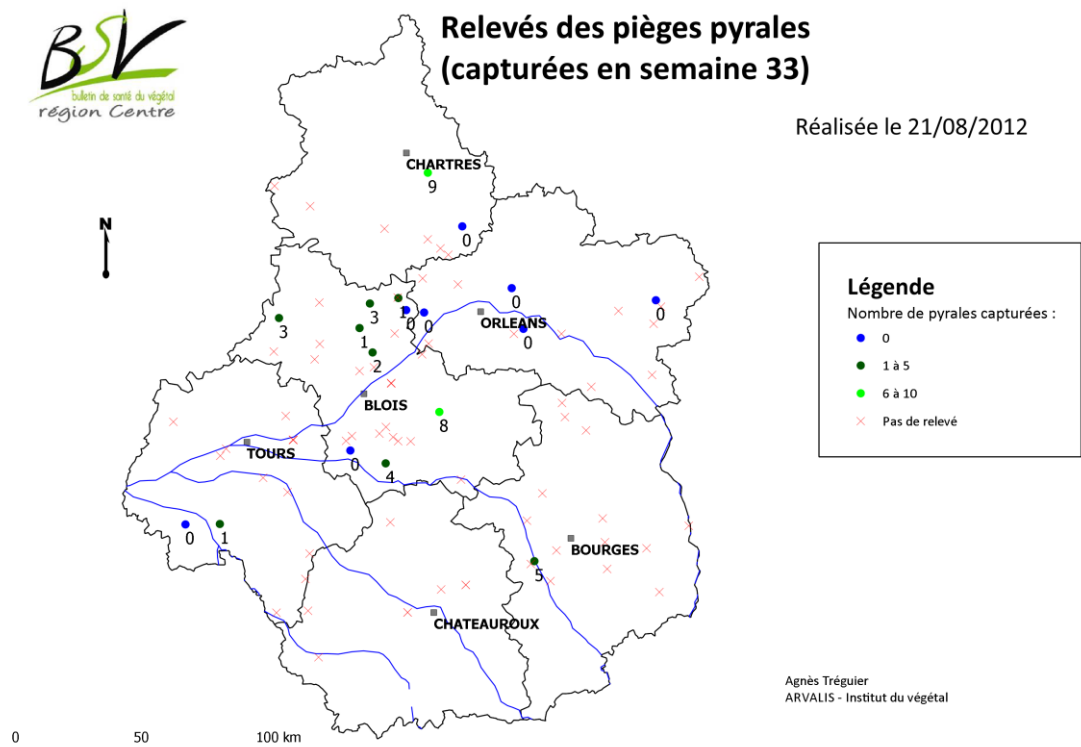 BSV
bulletin de santé du végétal
région Centre
Relevés des pièges pyrales
(capturées en semaine 33)
Réalisée le 21/08/2012
N
CHARTRES
9
0
0
0
3
3
1
0
0
ORLEANS
0
1
2
BLOIS
8
TOURS
0
4
0
1
BOURGES
5
CHATEAUROUX
Légende
Nombre de pyrales capturées :
0
1 à 5
6 à 10
Pas de relevé
Agnès Tréguier
ARVALIS - Institut du végétal
0 50 100 km